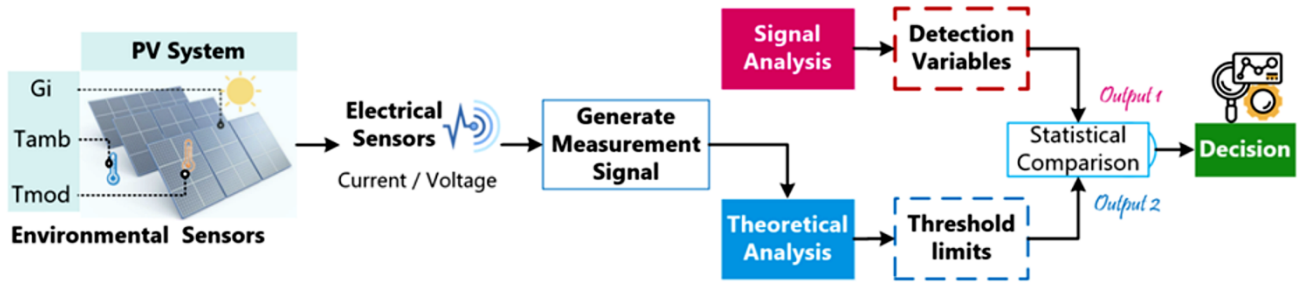 PV System
Gi
Tamb
Tmod
Environmental Sensors
Electrical
Sensors
Current / Voltage
Generate
Measurement
Signal
Signal
Analysis
Detection
Variables
Theoretical
Analysis
Threshold
limits
Output 1
Statistical
Comparison
Output 2
Decision